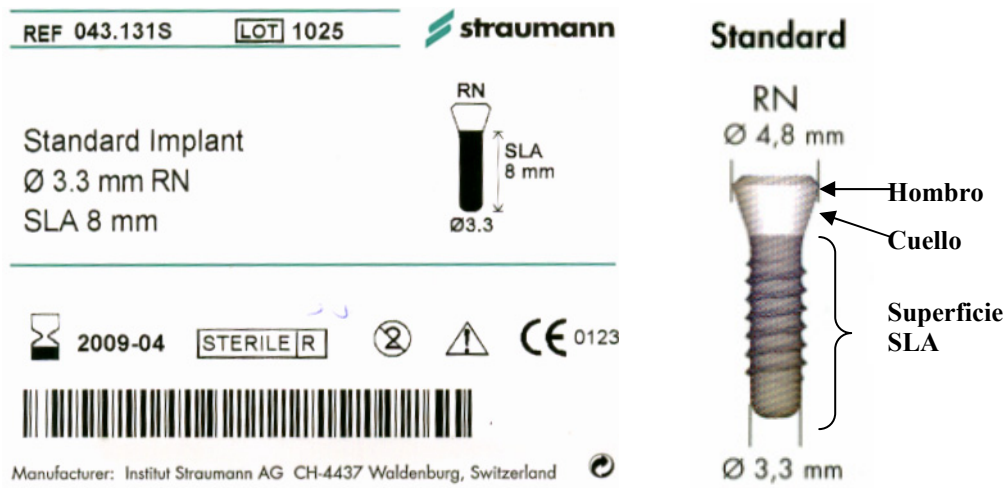 REF 043.131S LOT 1025 straumann
RN
SLA
8 mm
Ø3.3
Standard Implant
Ø 3.3 mm RN
SLA 8 mm
2009-04 STERILE R 2 CE 0123
Manufacturer: Institut Straumann AG CH-4437 Waldenburg, Switzerland
Standard
RN
Ø 4,8 mm
Hombro
Cuello
Superficie
SLA
Ø 3,3 mm